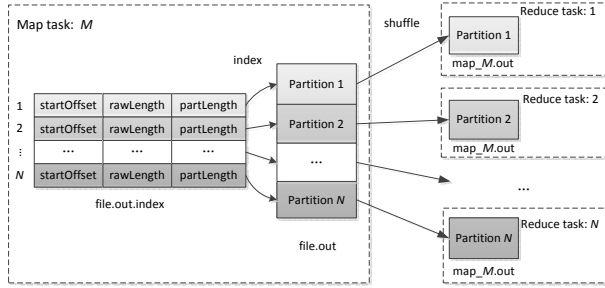 Map task: M
index
1 startOffset rawLength partLength
2 startOffset rawLength partLength
⋮ ... ... ...
N startOffset rawLength partLength
file.out.index
Partition 1
Partition 2
...
Partition N
file.out
shuffle
Reduce task: 1
Partition 1
map_M.out
Reduce task: 2
Partition 2
map_M.out
...
Reduce task: N
Partition N
map_M.out